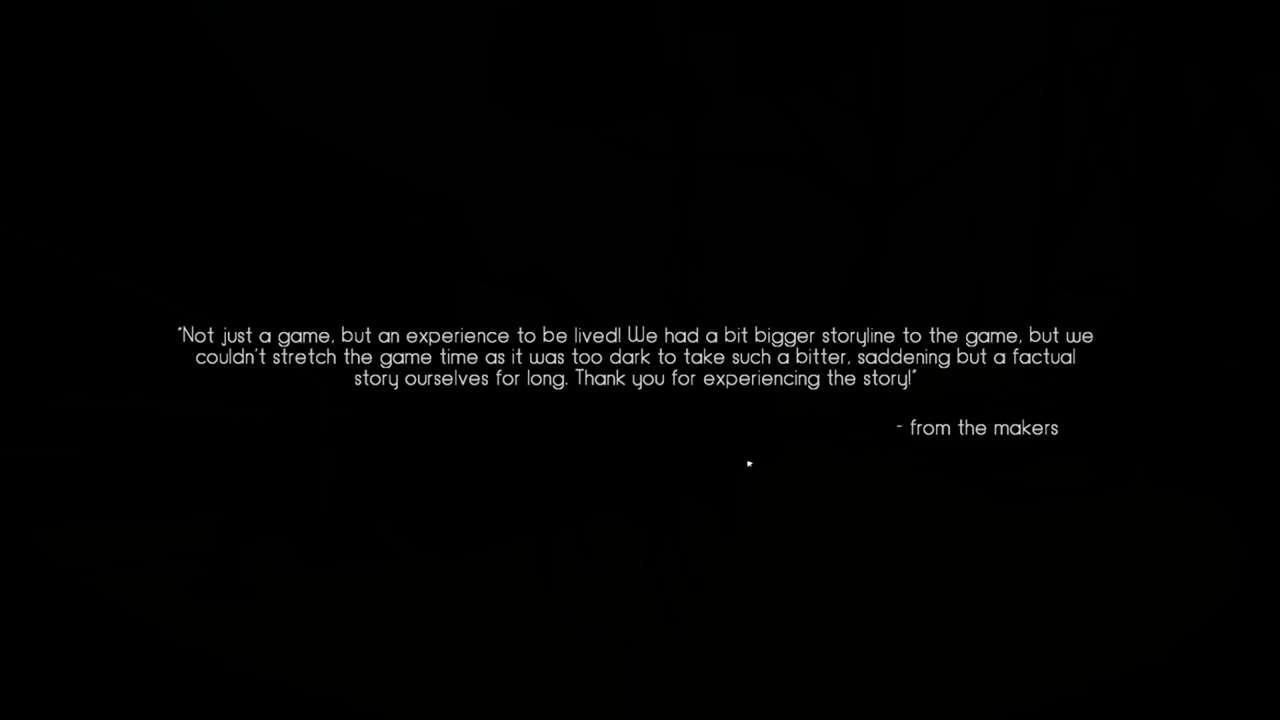 "Not just a game, but an experience to be lived! We had a bit bigger storyline to the game, but we
couldn't stretch the game time as it was too dark to take such a bitter, saddening but a factual
story ourselves for long. Thank you for experiencing the story!"
- from the makers